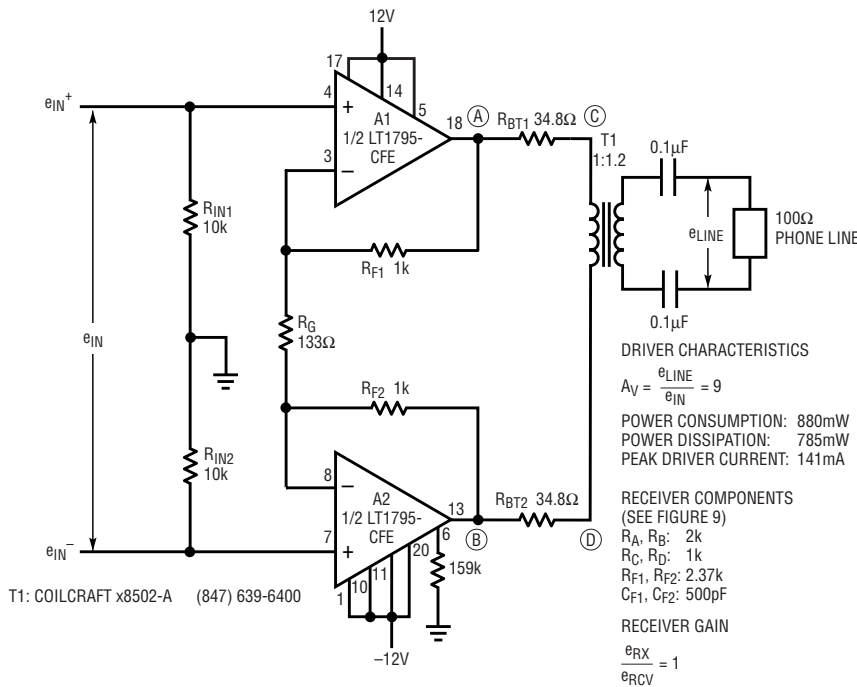 12V
17
14
5
4
+
A1
1/2 LT1795-
CFE
3
−
18
A
RBT1 34.8Ω
C
T1
1:1.2
0.1µF
eLINE
100Ω
PHONE LINE
0.1µF
eIN+
RIN1
10k
RF1 1k
eIN
RG
133Ω
RF2 1k
RIN2
10k
eIN−
8
−
A2
1/2 LT1795-
CFE
7
+
13
B
6
20
11
10
1
159k
−12V
RBT2 34.8Ω
D
T1: COILCRAFT x8502-A (847) 639-6400
DRIVER CHARACTERISTICS
AV = eLINE / eIN = 9
POWER CONSUMPTION: 880mW
POWER DISSIPATION: 785mW
PEAK DRIVER CURRENT: 141mA
RECEIVER COMPONENTS
(SEE FIGURE 9)
RA, RB: 2k
RC, RD: 1k
RF1, RF2: 2.37k
CF1, CF2: 500pF
RECEIVER GAIN
eRX / eRCV = 1